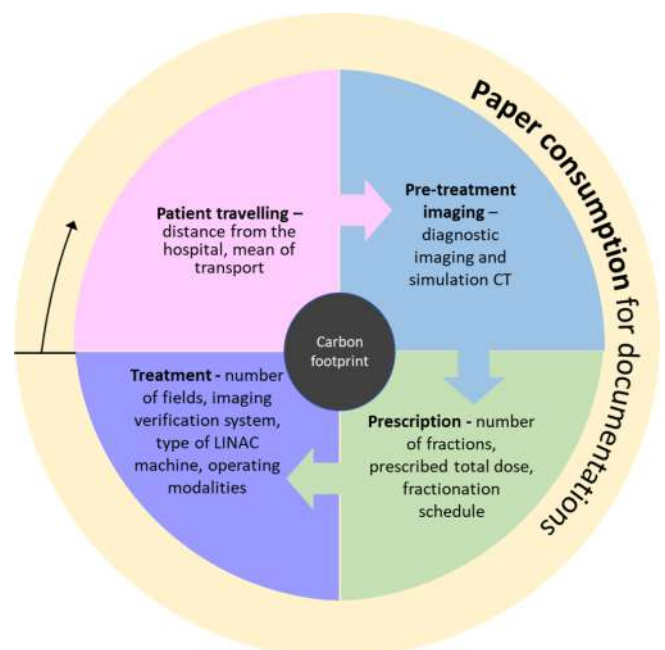 Paper consumption for documentations
Patient travelling –
distance from the
hospital, mean of
transport
Pre-treatment
imaging –
diagnostic
imaging and
simulation CT
Carbon
footprint
Treatment - number
of fields, imaging
verification system,
type of LINAC
machine, operating
modalities
Prescription - number
of fractions,
prescribed total dose,
fractionation
schedule